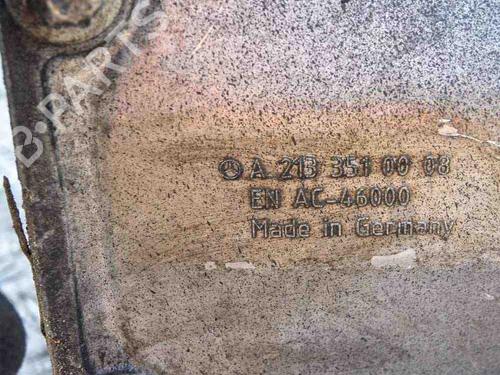 B-PARTS
A 213 351 00 08
EN AC-46000
Made in Germany